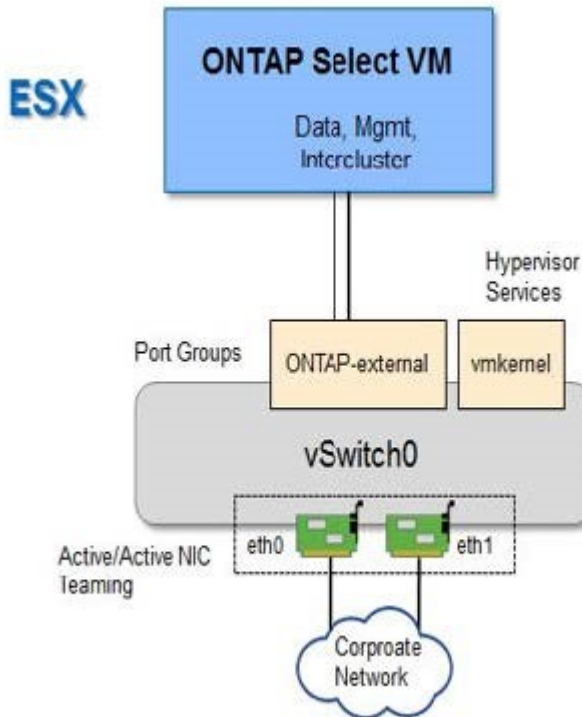 ESX
ONTAP Select VM
Data, Mgmt,
Intercluster
Hypervisor
Services
Port Groups
ONTAP-external
vmkernel
vSwitch0
eth0
eth1
Active/Active NIC
Teaming
Corproate
Network